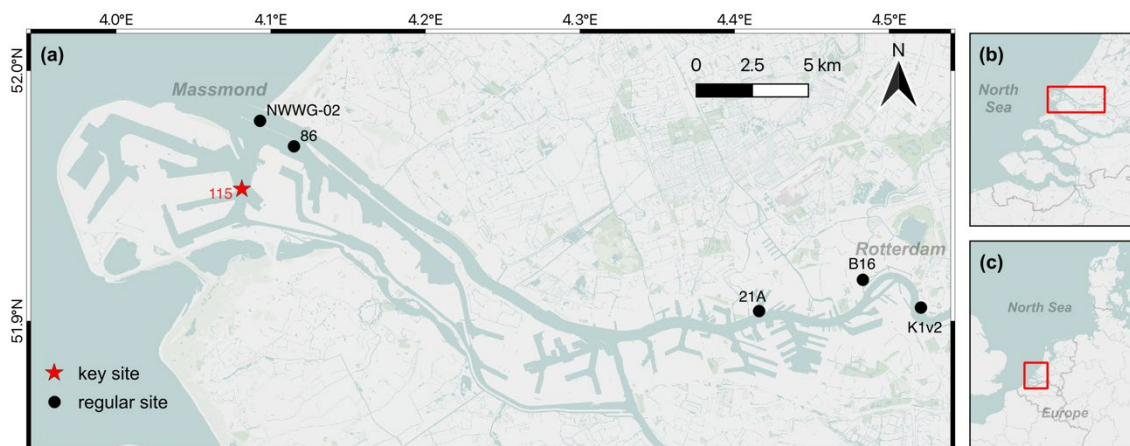 4.0°E 4.1°E 4.2°E 4.3°E 4.4°E 4.5°E
(a)
52.0°N
51.9°N
Massmond
NWWG-02
86
115
0 2.5 5 km
N
Rotterdam
B16
21A
K1v2
key site
regular site
(b)
North
Sea
(c)
North Sea
Europe